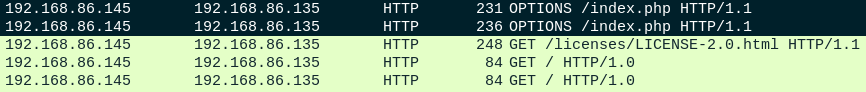 192.168.86.145 192.168.86.135 HTTP 231 OPTIONS /index.php HTTP/1.1
192.168.86.145 192.168.86.135 HTTP 236 OPTIONS /index.php HTTP/1.1
192.168.86.145 192.168.86.135 HTTP 248 GET /licenses/LICENSE-2.0.html HTTP/1.1
192.168.86.145 192.168.86.135 HTTP 84 GET / HTTP/1.0
192.168.86.145 192.168.86.135 HTTP 84 GET / HTTP/1.0